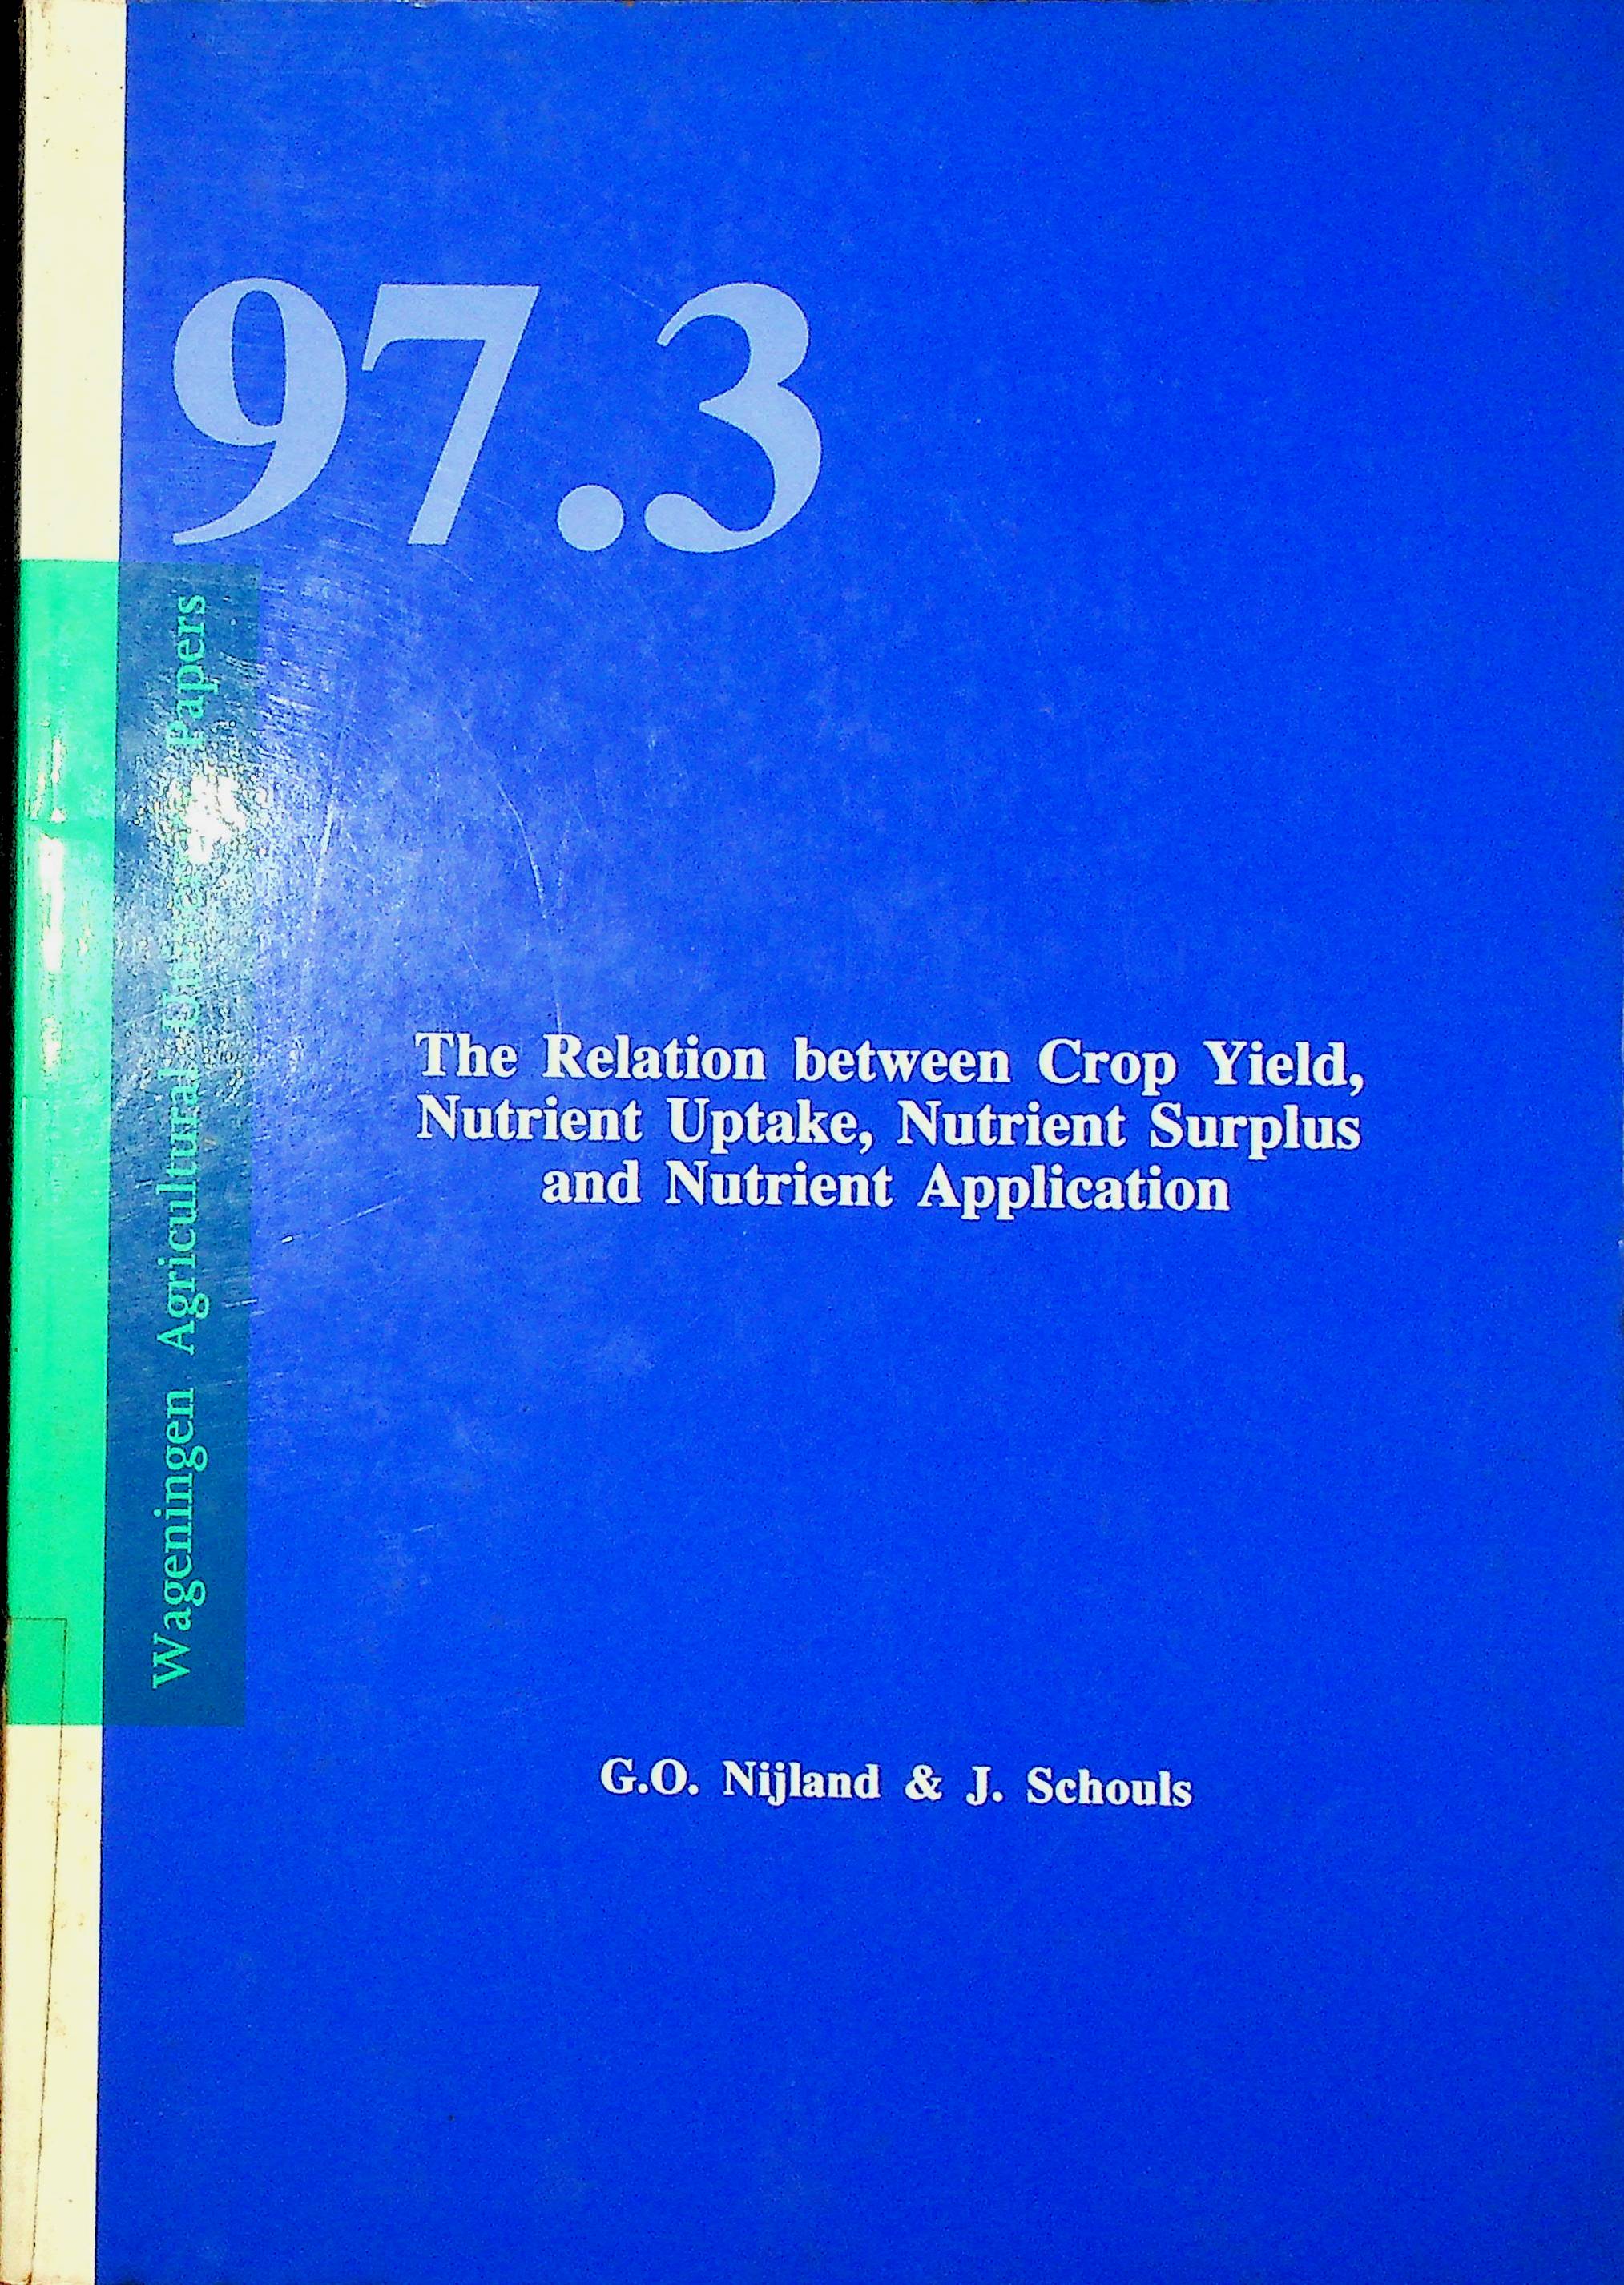 97.3
Wageningen Agricultural University Papers
The Relation between Crop Yield,
Nutrient Uptake, Nutrient Surplus
and Nutrient Application
G.O. Nijland & J. Schouls